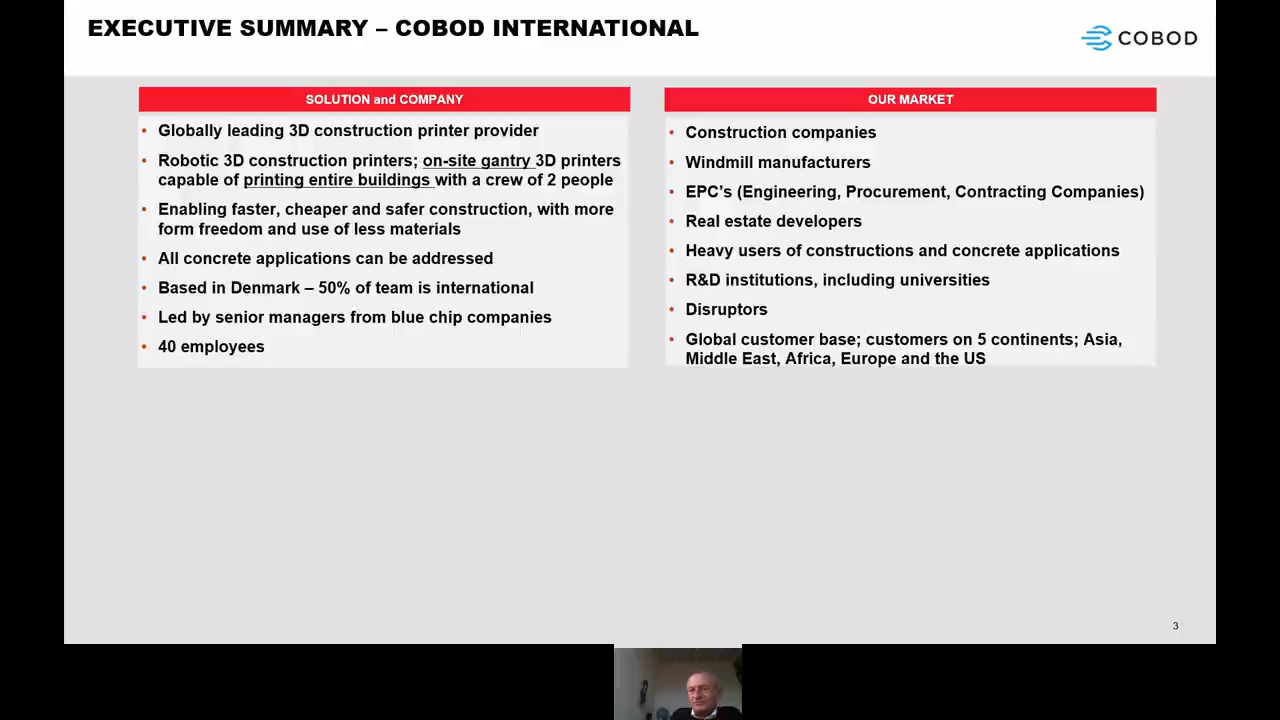 EXECUTIVE SUMMARY – COBOD INTERNATIONAL
COBOD
SOLUTION and COMPANY
• Globally leading 3D construction printer provider
• Robotic 3D construction printers; on-site gantry 3D printers
capable of printing entire buildings with a crew of 2 people
• Enabling faster, cheaper and safer construction, with more
form freedom and use of less materials
• All concrete applications can be addressed
• Based in Denmark – 50% of team is international
• Led by senior managers from blue chip companies
• 40 employees
OUR MARKET
• Construction companies
• Windmill manufacturers
• EPC’s (Engineering, Procurement, Contracting Companies)
• Real estate developers
• Heavy users of constructions and concrete applications
• R&D institutions, including universities
• Disruptors
• Global customer base; customers on 5 continents; Asia,
Middle East, Africa, Europe and the US
3